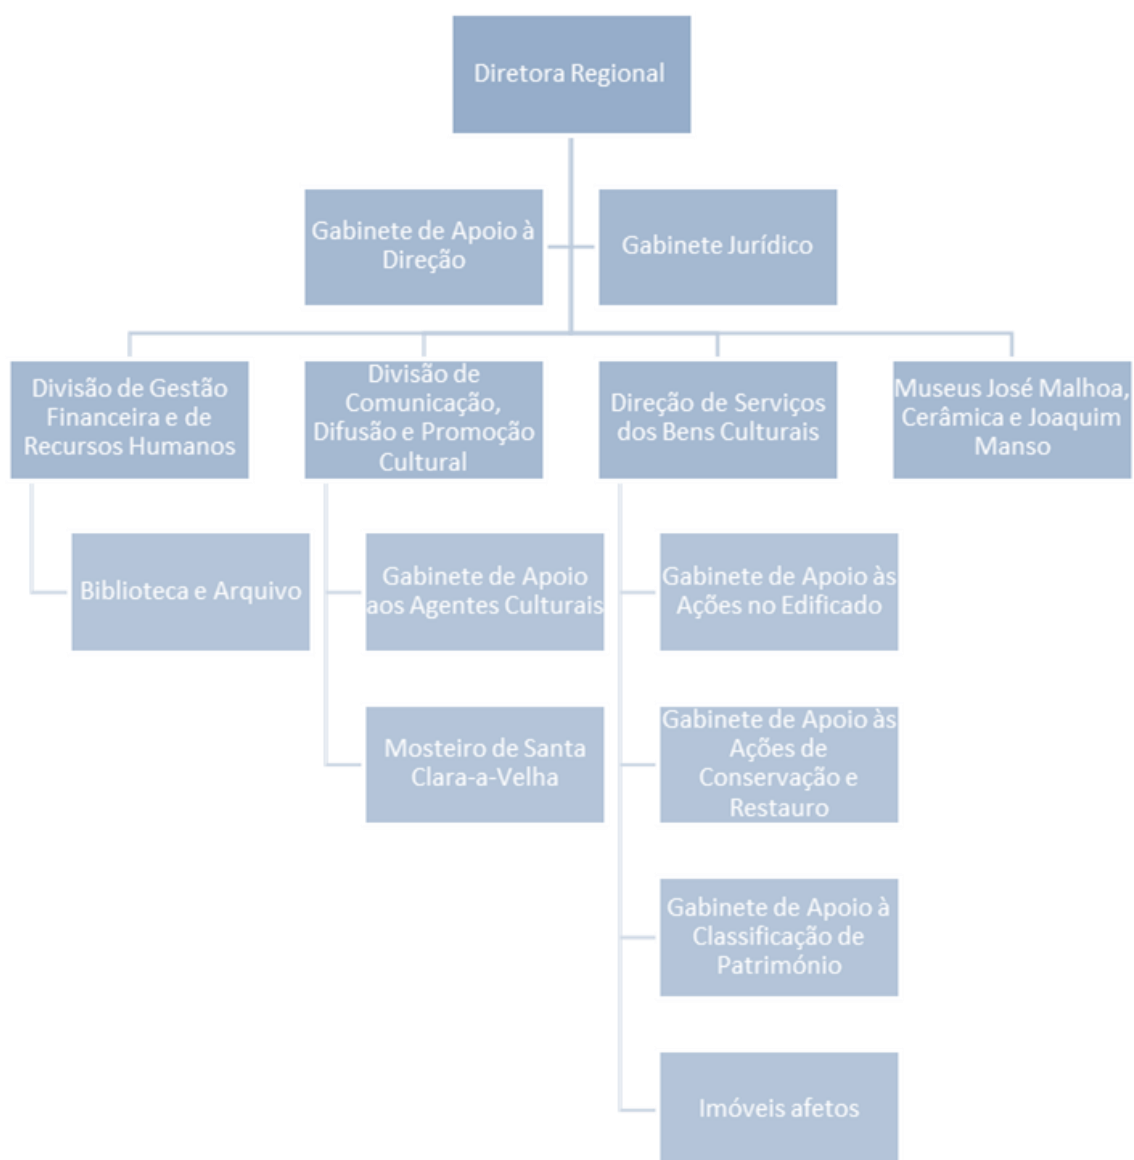 Diretora Regional
Gabinete de Apoio à
Direção
Gabinete Jurídico
Divisão de Gestão
Financeira e de
Recursos Humanos
Divisão de
Comunicação,
Difusão e Promoção
Cultural
Direção de Serviços
dos Bens Culturais
Museus José Malhoa,
Cerâmica e Joaquim
Manso
Biblioteca e Arquivo
Gabinete de Apoio
aos Agentes Culturais
Mosteiro de Santa
Clara-a-Velha
Gabinete de Apoio às
Ações no Edificado
Gabinete de Apoio às
Ações de
Conservação e
Restauro
Gabinete de Apoio à
Classificação de
Património
Imóveis afetos